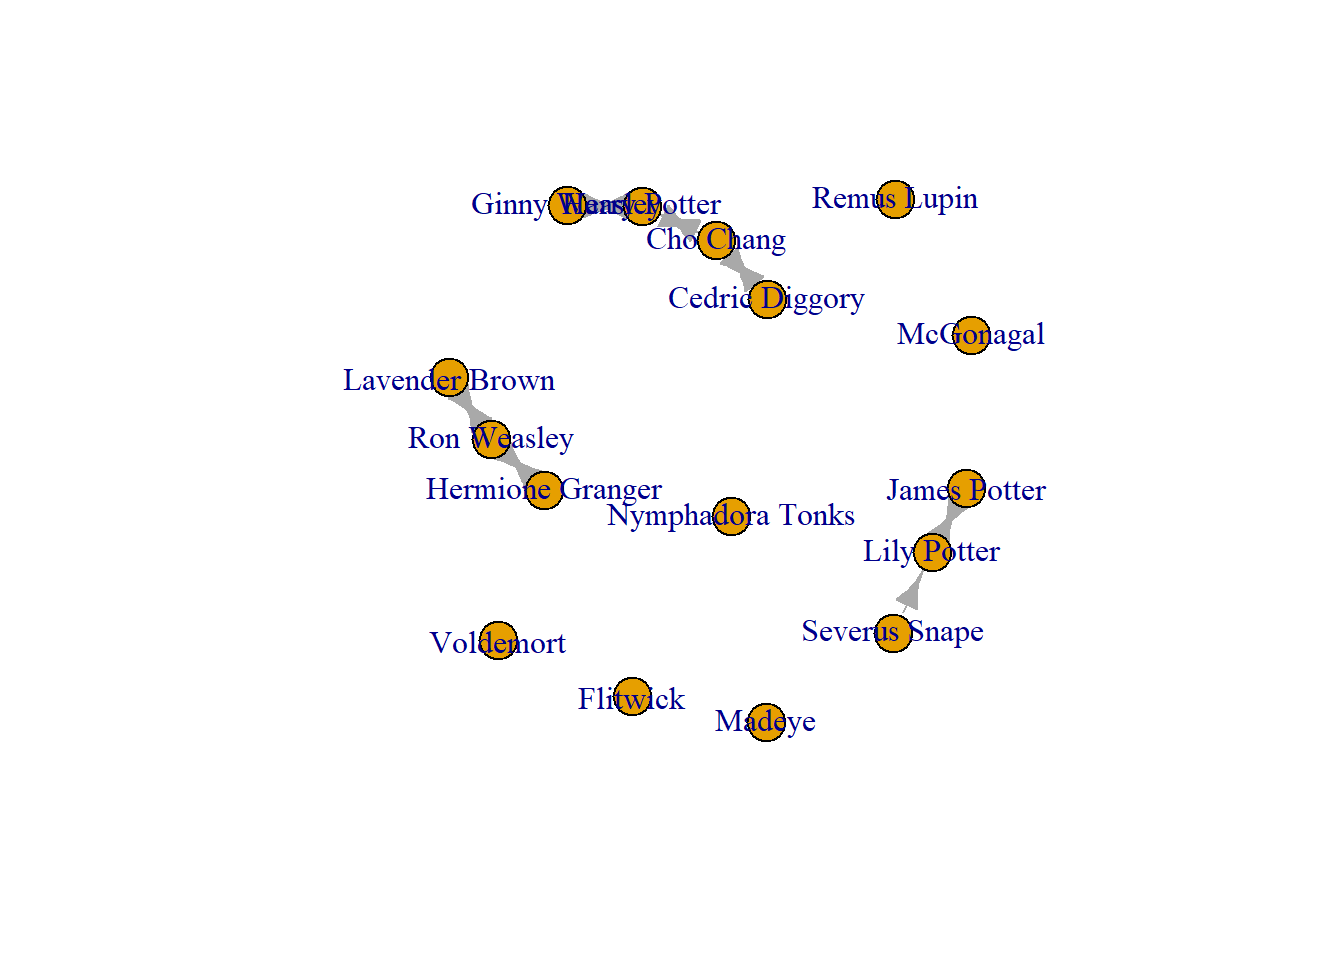 Ginny Weasley
Harry Potter
Remus Lupin
Cho Chang
Cedric Diggory
McGonagal
Lavender Brown
Ron Weasley
Hermione Granger
James Potter
Nymphadora Tonks
Lily Potter
Severus Snape
Voldemort
Flitwick
Madeye